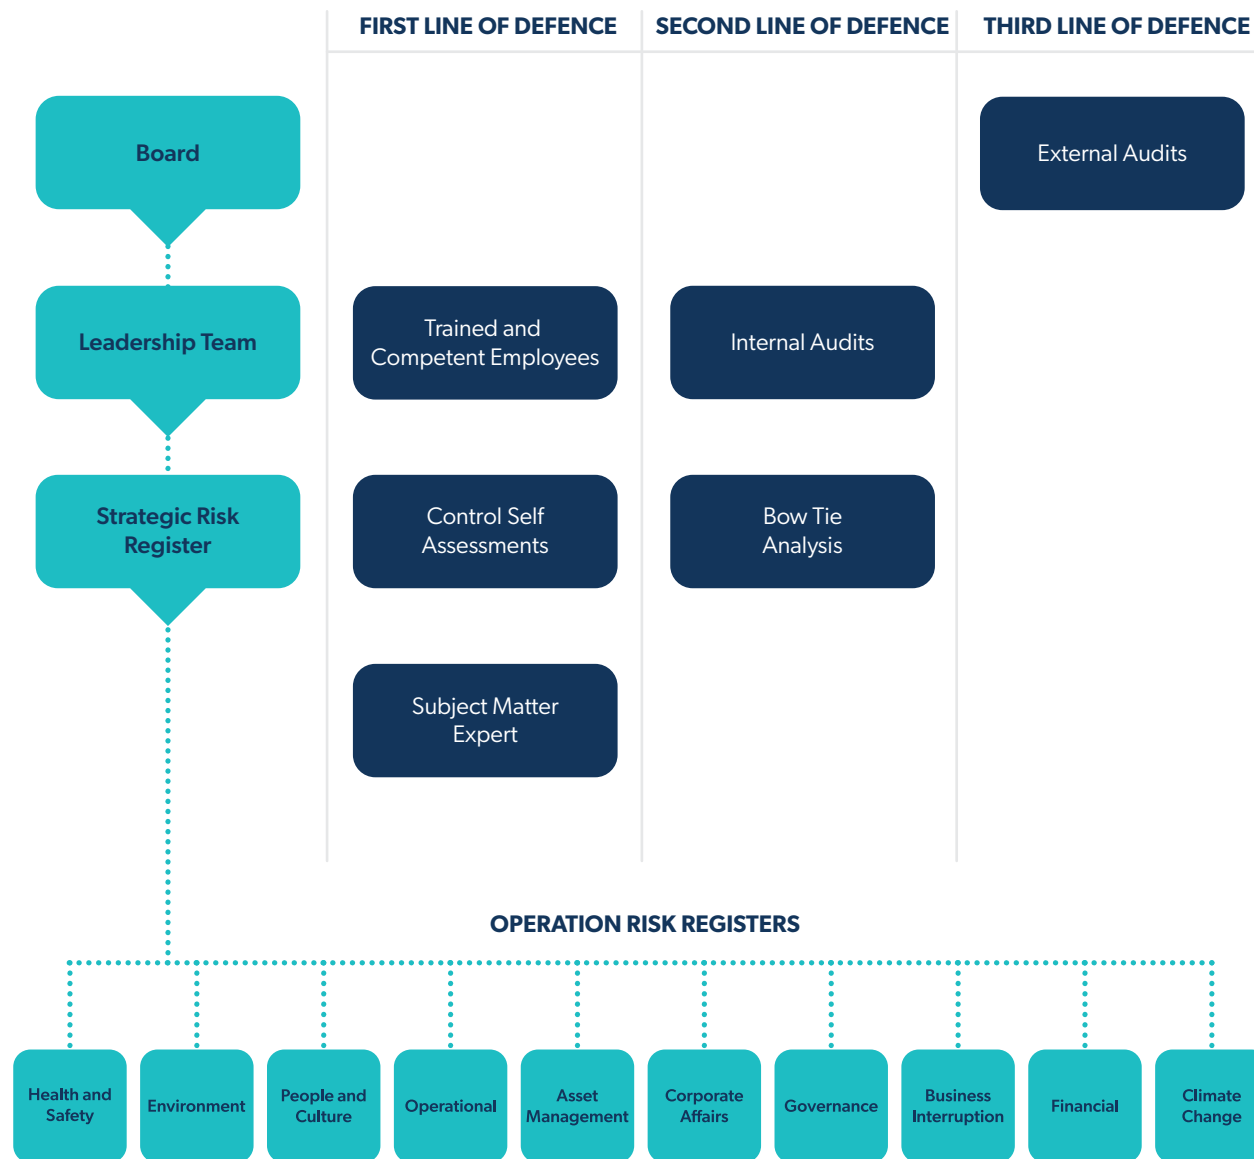 FIRST LINE OF DEFENCE
SECOND LINE OF DEFENCE
THIRD LINE OF DEFENCE
Board
External Audits
Leadership Team
Trained and
Competent Employees
Internal Audits
Strategic Risk
Register
Control Self
Assessments
Bow Tie
Analysis
Subject Matter
Expert
OPERATION RISK REGISTERS
Health and
Safety
Environment
People and
Culture
Operational
Asset
Management
Corporate
Affairs
Governance
Business
Interruption
Financial
Climate
Change